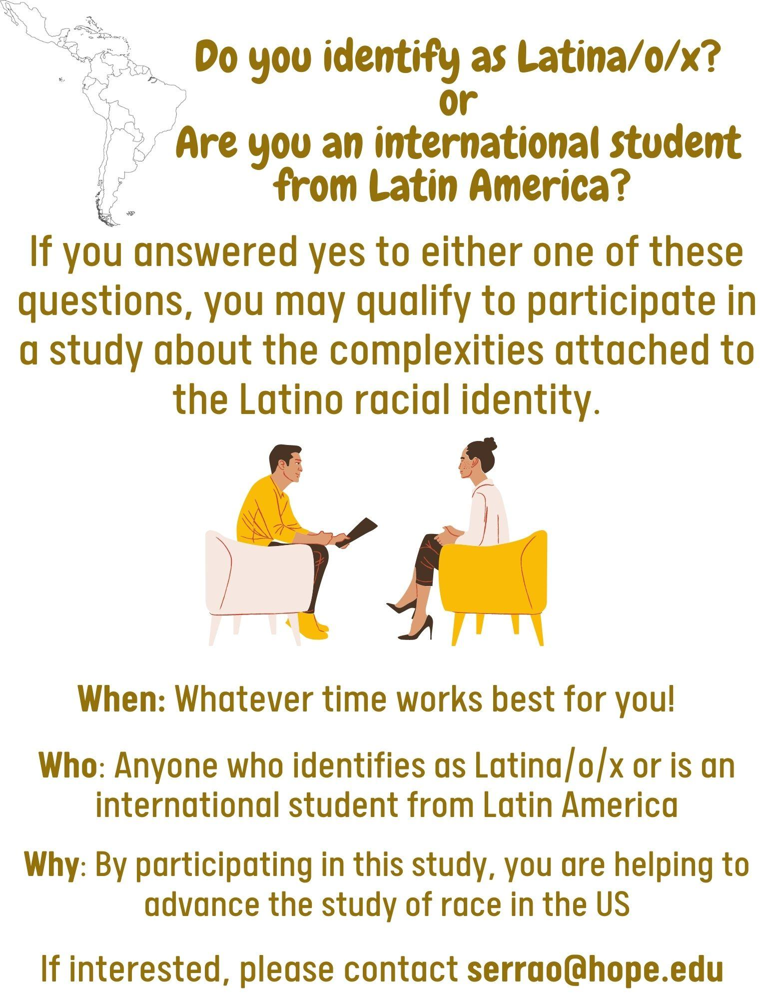 Do you identify as Latina/o/x?
or
Are you an international student
from Latin America?
If you answered yes to either one of these
questions, you may qualify to participate in
a study about the complexities attached to
the Latino racial identity.
When: Whatever time works best for you!
Who: Anyone who identifies as Latina/o/x or is an
international student from Latin America
Why: By participating in this study, you are helping to
advance the study of race in the US
If interested, please contact serrao@hope.edu